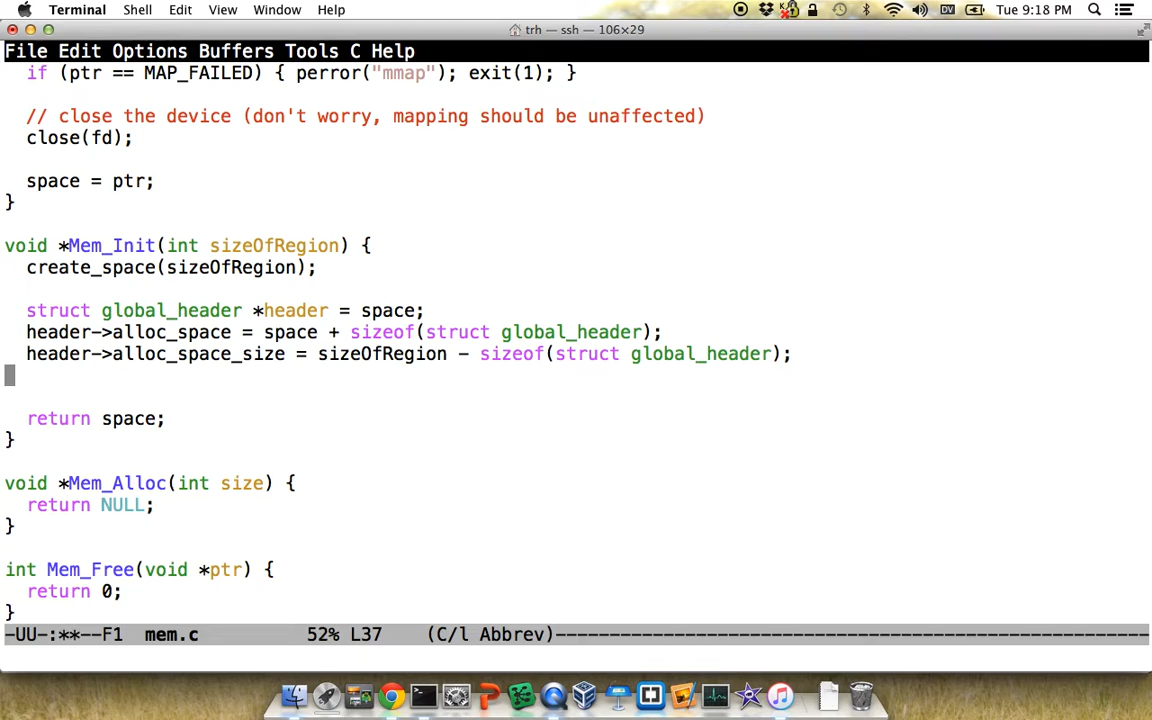 Terminal Shell Edit View Window Help Tue 9:18 PM
trh — ssh — 106×29
File Edit Options Buffers Tools C Help
if (ptr == MAP_FAILED) { perror("mmap"); exit(1); }
// close the device (don't worry, mapping should be unaffected)
close(fd);
space = ptr;
}
void *Mem_Init(int sizeOfRegion) {
create_space(sizeOfRegion);
struct global_header *header = space;
header->alloc_space = space + sizeof(struct global_header);
header->alloc_space_size = sizeOfRegion - sizeof(struct global_header);
return space;
}
void *Mem_Alloc(int size) {
return NULL;
}
int Mem_Free(void *ptr) {
return 0;
}
-UU-:**--F1 mem.c 52% L37 (C/l Abbrev)-------------------------------------------------------